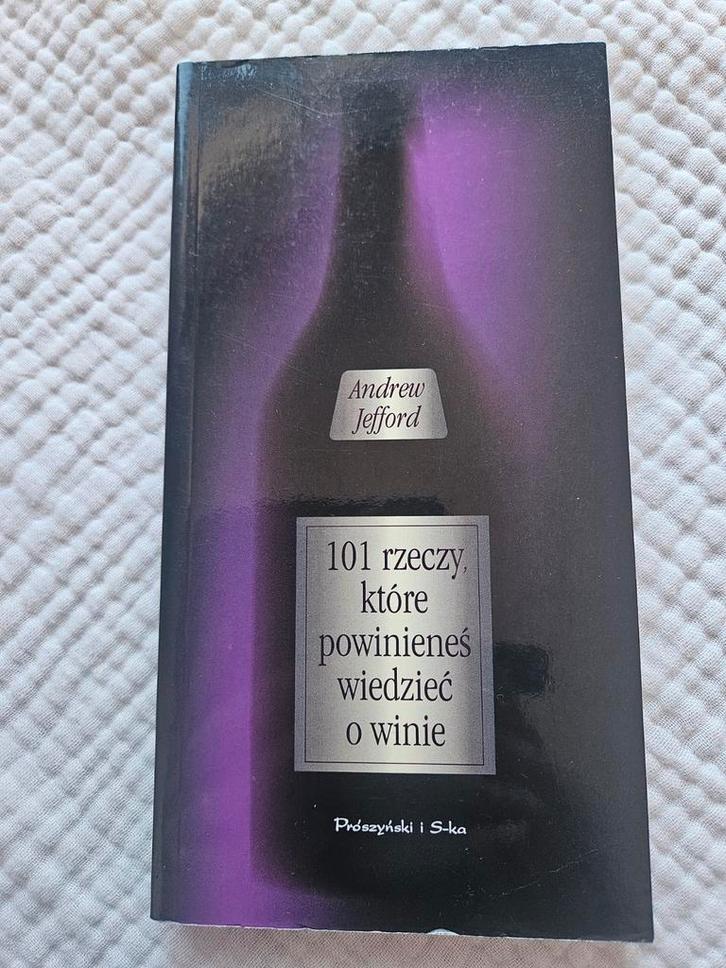 Andrew
Jefford
101 rzeczy,
które
powinieneś
wiedzieć
o winie
Prószyński i S-ka